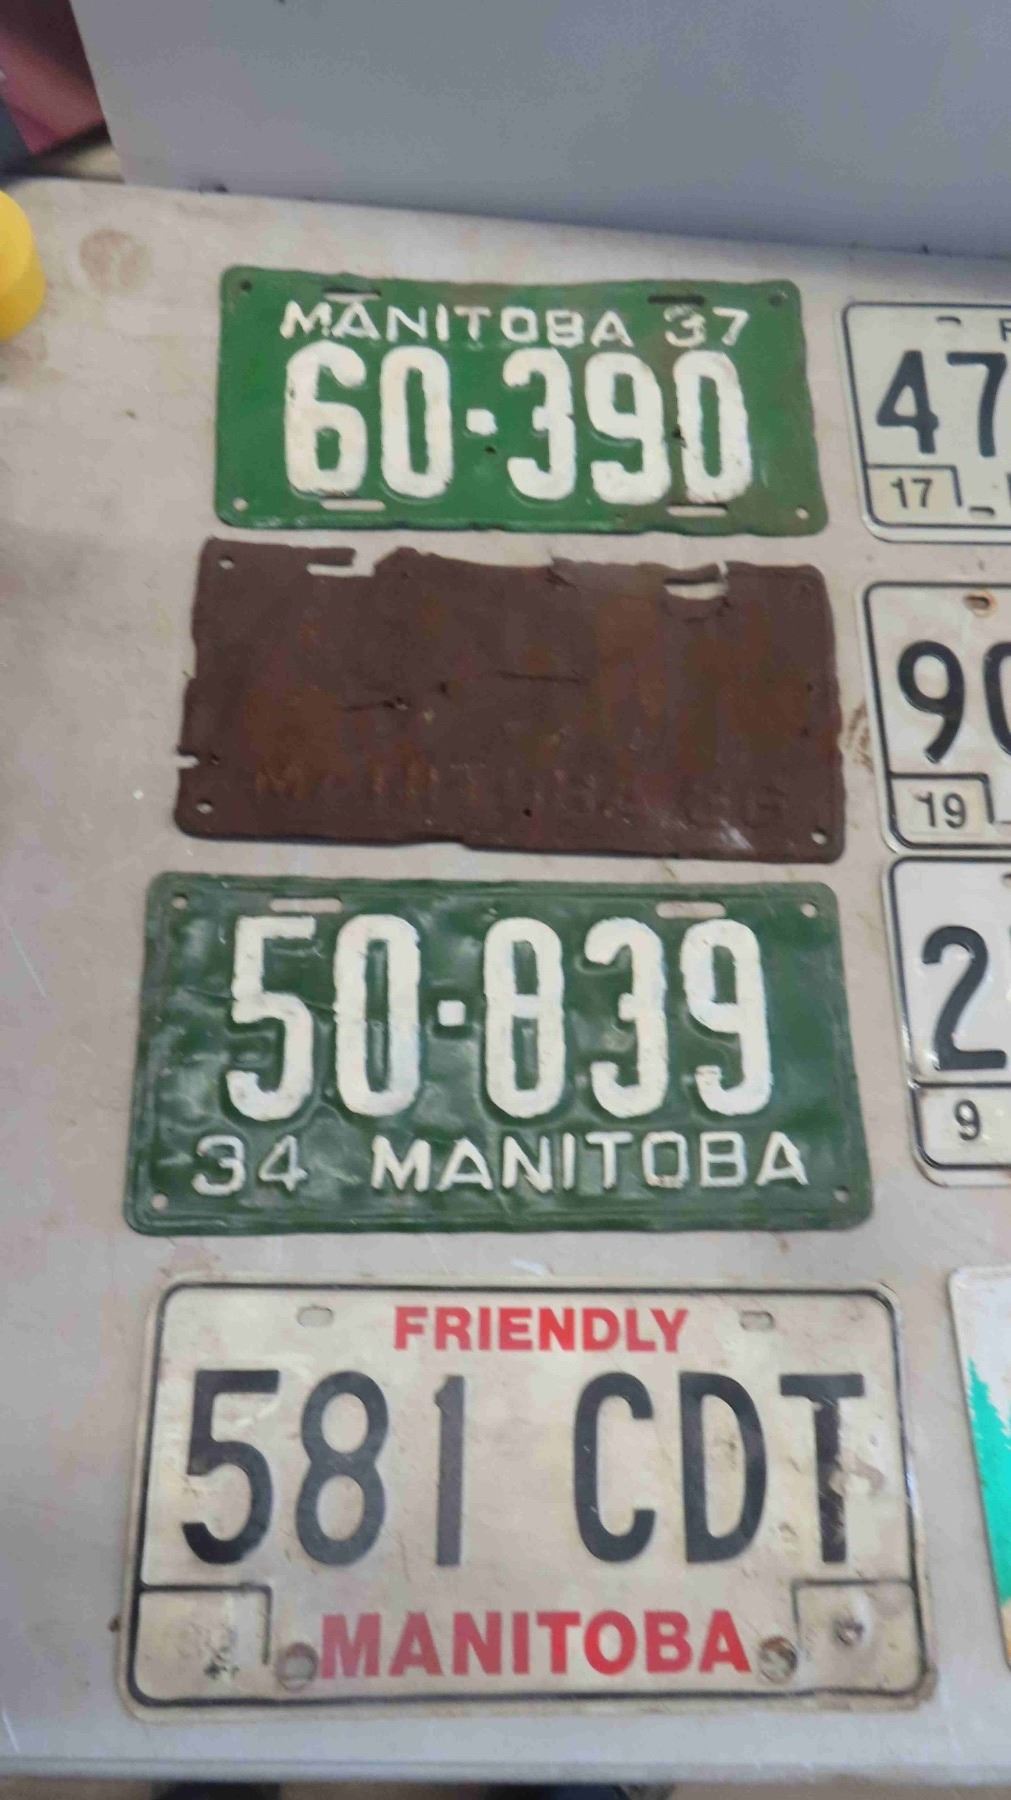 MANITOBA 37
60-390
50-839
34 MANITOBA
FRIENDLY
581 CDT
MANITOBA
47
17
90
19
2
9